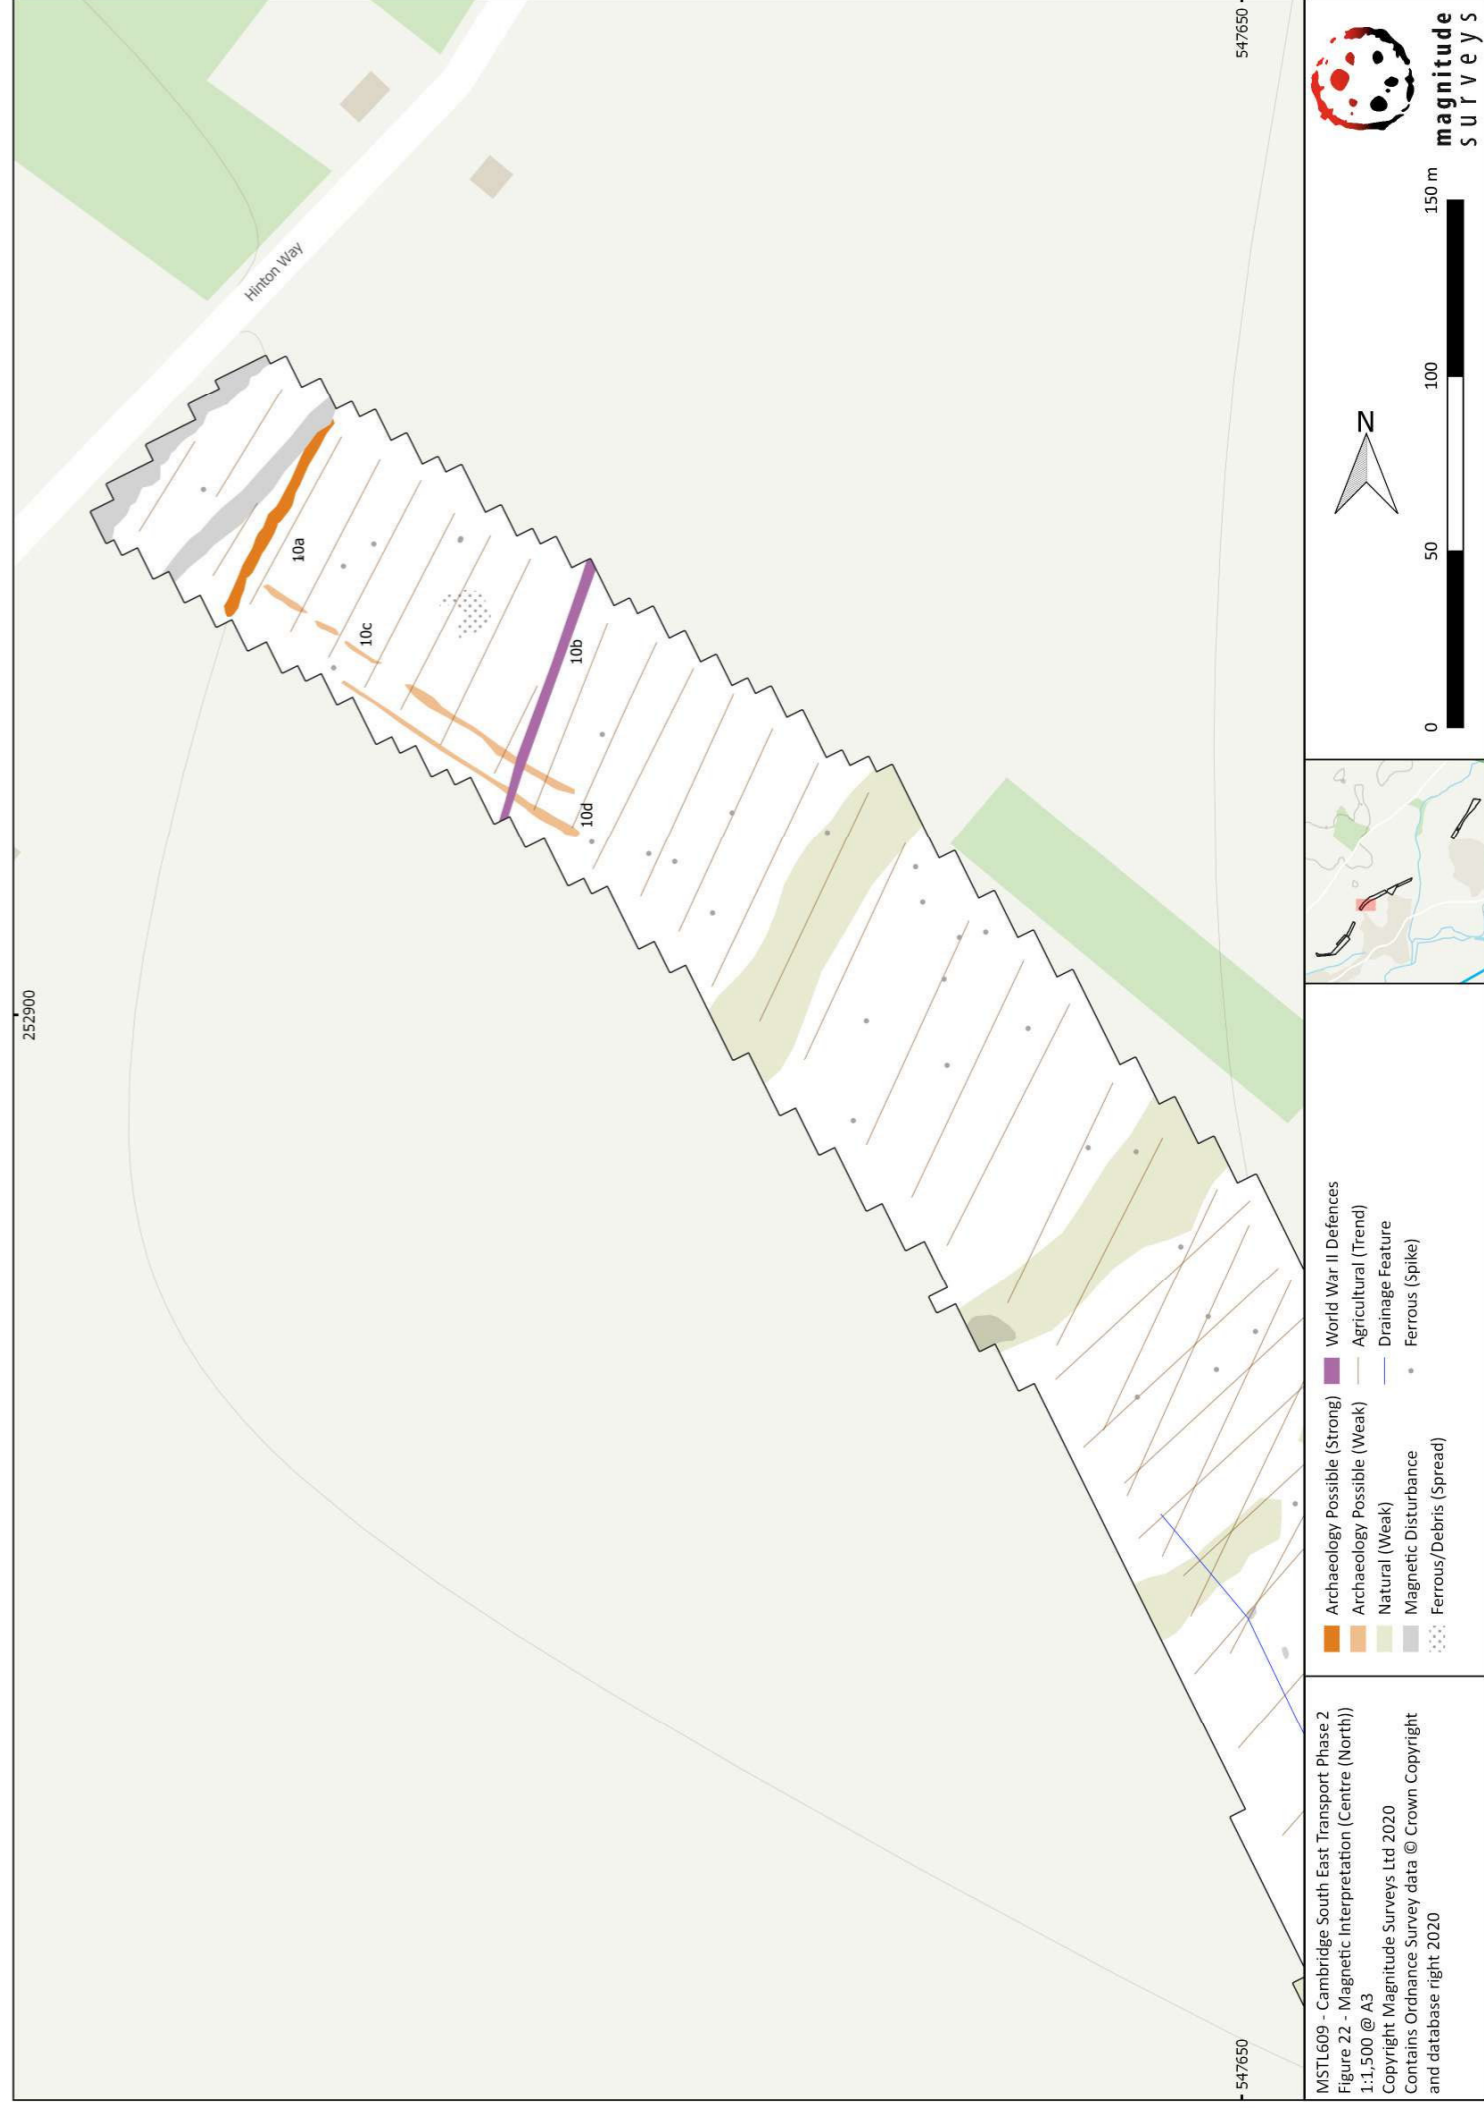 547650
252900
547650
Hinton Way
10a
10c
10b
10d
MSTL609 - Cambridge South East Transport Phase 2
Figure 22 - Magnetic Interpretation (Centre (North))
1:1,500 @ A3
Copyright Magnitude Surveys Ltd 2020
Contains Ordnance Survey data © Crown Copyright
and database right 2020
Archaeology Possible (Strong)
Archaeology Possible (Weak)
Natural (Weak)
Magnetic Disturbance
Ferrous/Debris (Spread)
World War II Defences
Agricultural (Trend)
Drainage Feature
Ferrous (Spike)
N
0 50 100 150 m
magnitude
surveys